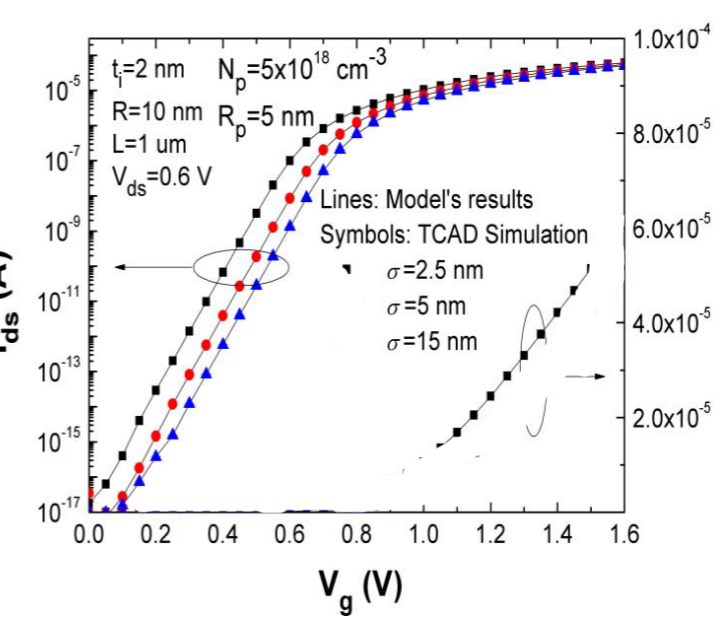 1.0x10⁻⁴
tᵢ=2 nm Nₚ=5x10¹⁸ cm⁻³
10⁻⁵
R=10 nm Rₚ=5 nm
8.0x10⁻⁵
L=1 um
10⁻⁷
V_ds=0.6 V
Lines: Model's results
10⁻⁹
Symbols: TCAD Simulation
6.0x10⁻⁵
σ=2.5 nm
10⁻¹¹
σ=5 nm
4.0x10⁻⁵
σ=15 nm
10⁻¹³
2.0x10⁻⁵
10⁻¹⁵
10⁻¹⁷
ds (A)
0.0 0.2 0.4 0.6 0.8 1.0 1.2 1.4 1.6
V_g (V)